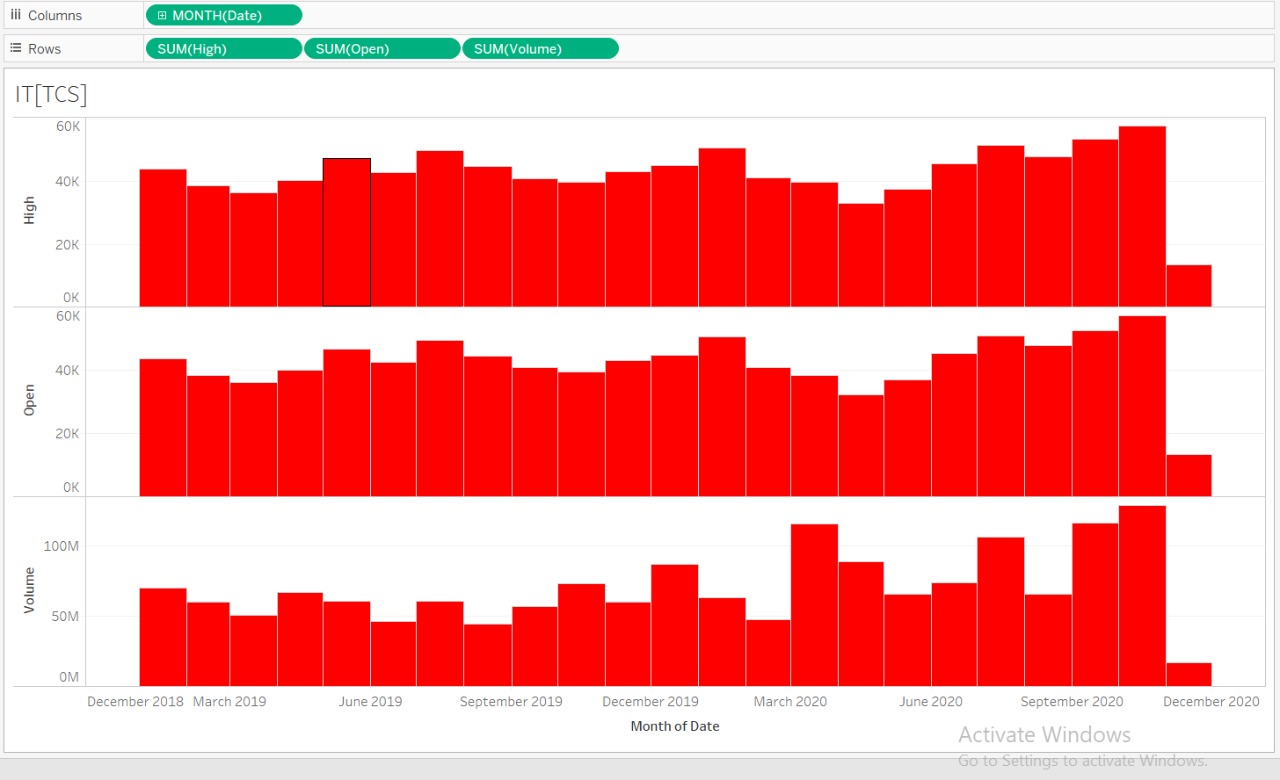 Columns MONTH(Date)
Rows SUM(High) SUM(Open) SUM(Volume)
IT[TCS]
60K
40K
20K
0K
High
60K
40K
20K
0K
Open
100M
50M
0M
Volume
December 2018 March 2019 June 2019 September 2019 December 2019 March 2020 June 2020 September 2020 December 2020
Month of Date
Activate Windows
Go to Settings to activate Windows.